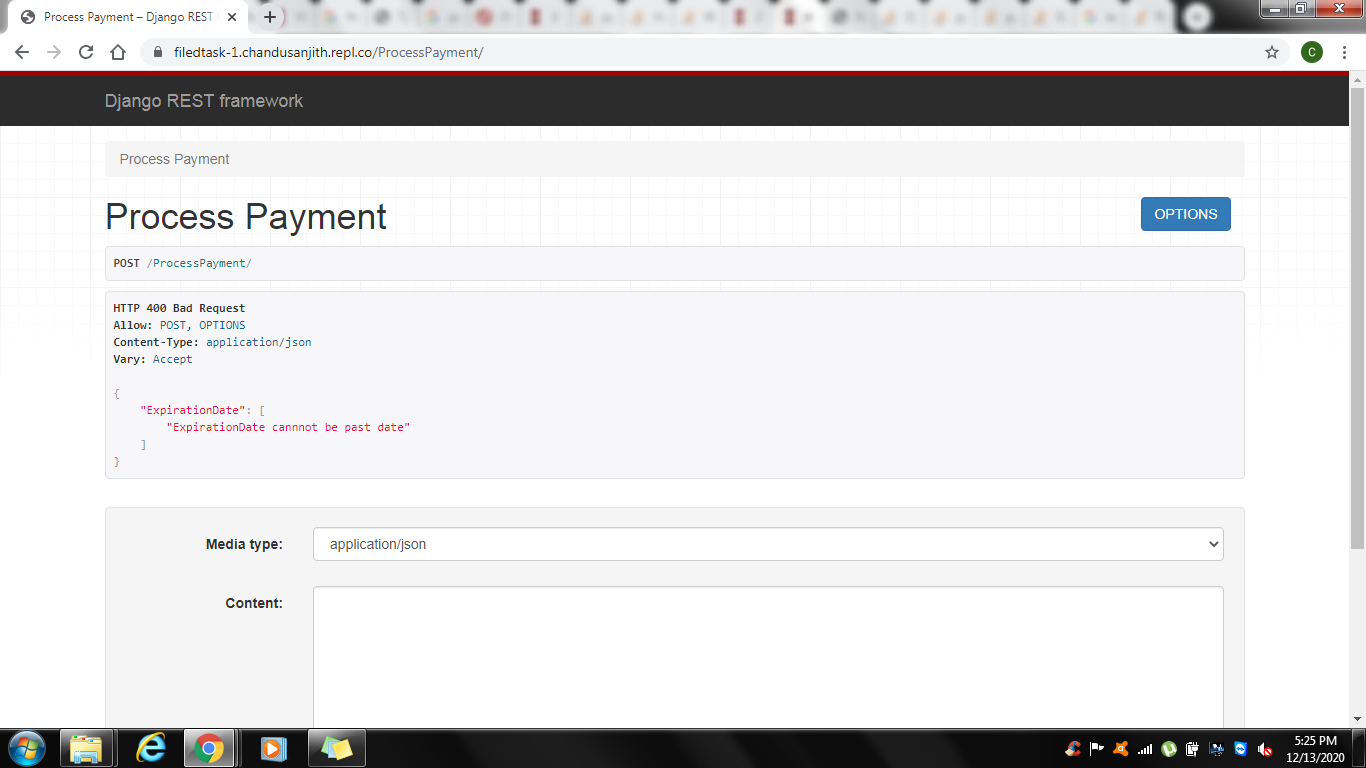 Process Payment – Django REST
filedtask-1.chandusanjith.repl.co/ProcessPayment/
C
Django REST framework
Process Payment
Process Payment
OPTIONS
POST /ProcessPayment/
HTTP 400 Bad Request
Allow: POST, OPTIONS
Content-Type: application/json
Vary: Accept
{
"ExpirationDate": [
"ExpirationDate cannnot be past date"
]
}
Media type:
application/json
Content:
5:25 PM
12/13/2020